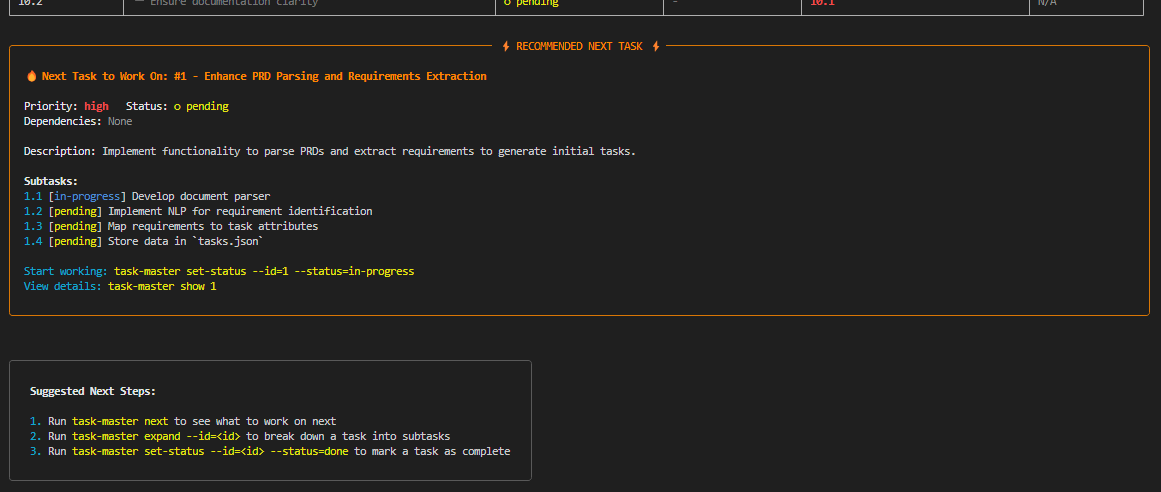 10.2 — Ensure documentation clarity o pending - 10.1 N/A
RECOMMENDED NEXT TASK
Next Task to Work On: #1 - Enhance PRD Parsing and Requirements Extraction
Priority: high Status: o pending
Dependencies: None
Description: Implement functionality to parse PRDs and extract requirements to generate initial tasks.
Subtasks:
1.1 [in-progress] Develop document parser
1.2 [pending] Implement NLP for requirement identification
1.3 [pending] Map requirements to task attributes
1.4 [pending] Store data in `tasks.json`
Start working: task-master set-status --id=1 --status=in-progress
View details: task-master show 1
Suggested Next Steps:
1. Run task-master next to see what to work on next
2. Run task-master expand --id=<id> to break down a task into subtasks
3. Run task-master set-status --id=<id> --status=done to mark a task as complete